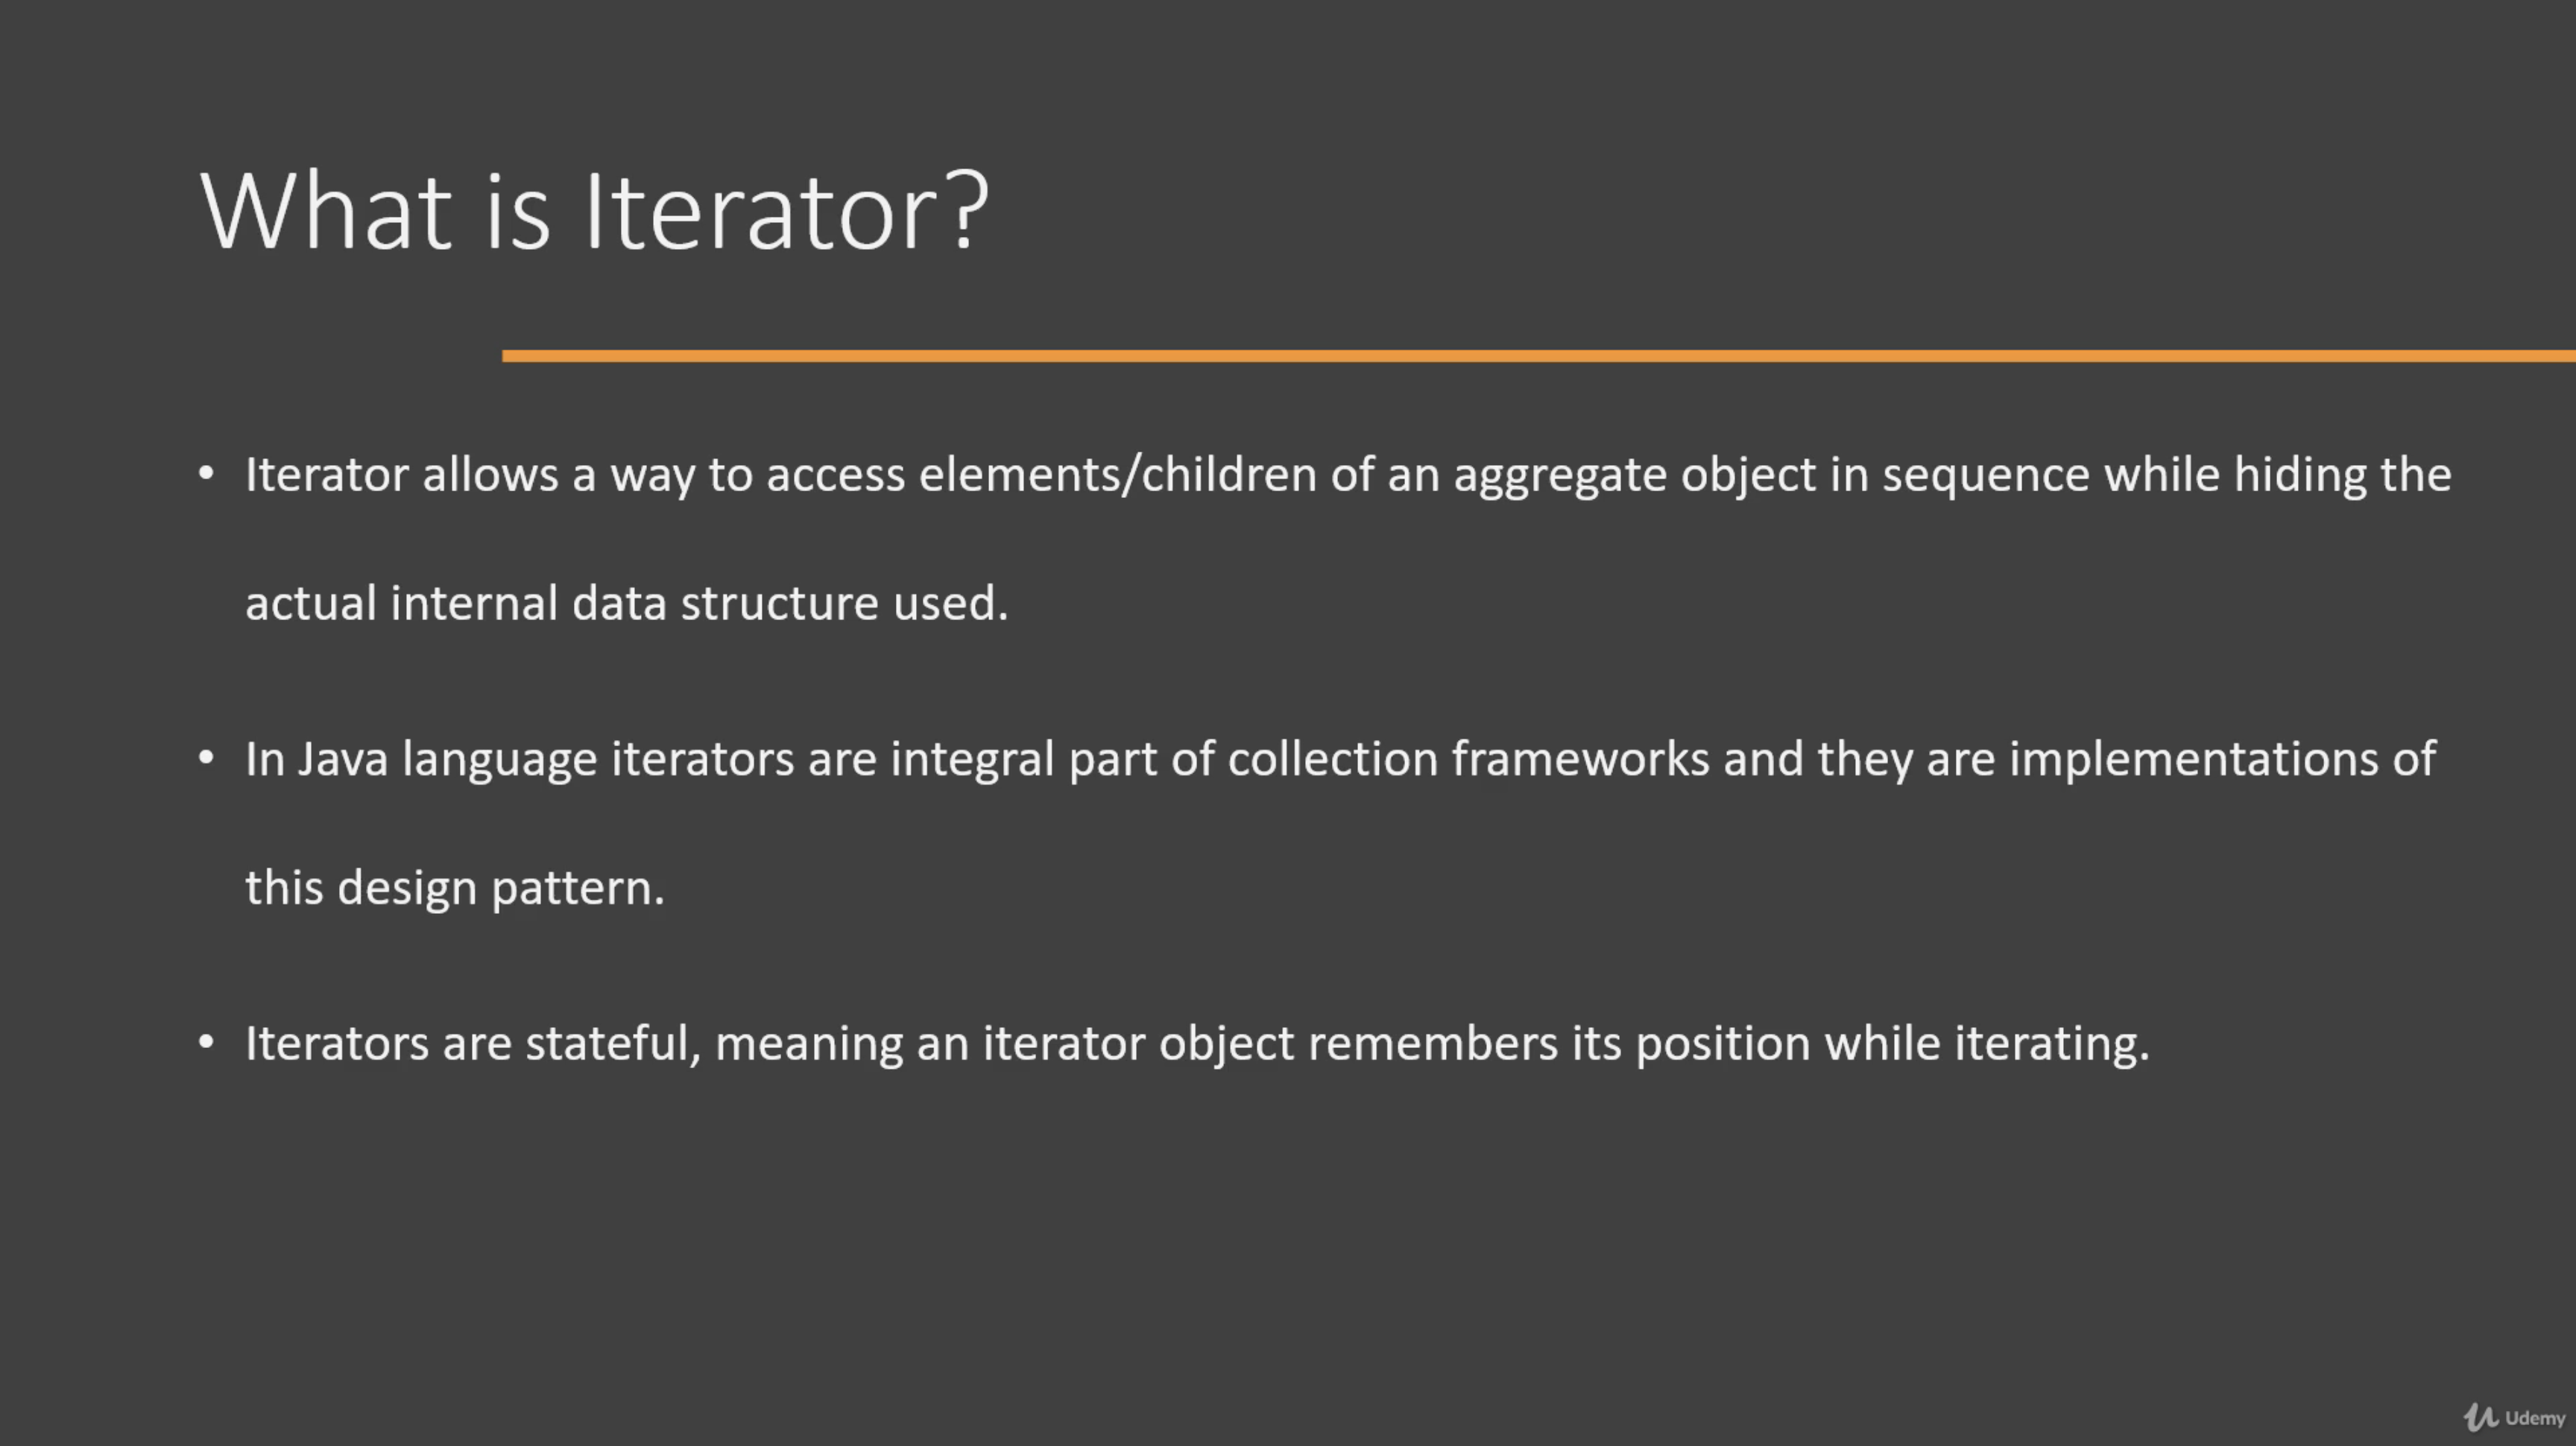 What is Iterator?
• Iterator allows a way to access elements/children of an aggregate object in sequence while hiding the
actual internal data structure used.
• In Java language iterators are integral part of collection frameworks and they are implementations of
this design pattern.
• Iterators are stateful, meaning an iterator object remembers its position while iterating.
Udemy